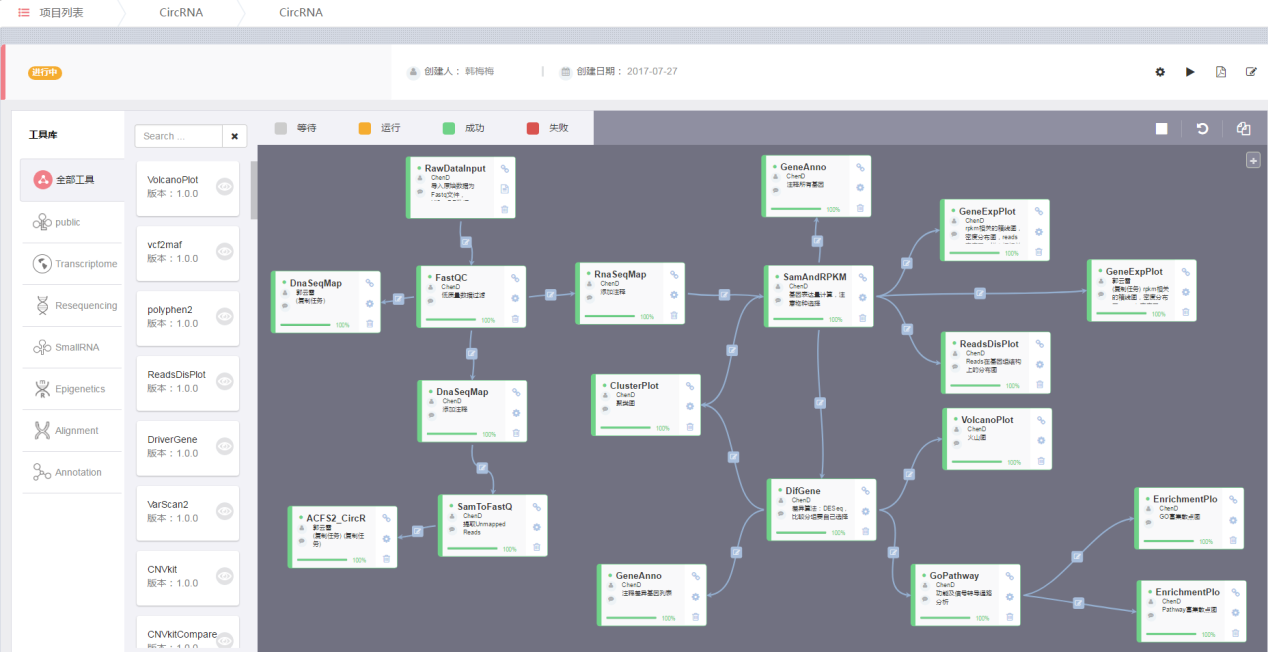 项目列表
CircRNA
CircRNA
进行中
创建人： 韩梅梅
创建日期： 2017-07-27
工具库
Search ...
等待
运行
成功
失败
全部工具
public
Transcriptome
Resequencing
SmallRNA
Epigenetics
Alignment
Annotation
VolcanoPlot
版本：1.0.0
vcf2maf
版本：1.0.0
polyphen2
版本：1.0.0
ReadsDisPlot
版本：1.0.0
DriverGene
版本：1.0.0
VarScan2
版本：1.0.0
CNVkit
版本：1.0.0
CNVkitCompare
版本：1.0.0
RawDataInput
ChenD
导入原始数据为
Fastq文件，
GeneAnno
ChenD
注释所有基因
100%
GeneExpPlot
ChenD
rpkm相关的箱线图，
密度分布图，reads
100%
DnaSeqMap
郭云雷
(复制任务)
100%
FastQC
ChenD
低质量数据过滤
100%
RnaSeqMap
ChenD
添加注释
100%
SamAndRPKM
ChenD
基因表达量计算，注
意物种选择
100%
GeneExpPlot
郭云雷
(复制任务) rpkm相关
的箱线图，密度分布
100%
ReadsDisPlot
ChenD
Reads在基因组结构
上的分布图
100%
DnaSeqMap
ChenD
添加注释
100%
ClusterPlot
ChenD
聚类图
100%
VolcanoPlot
ChenD
火山图
100%
DifGene
ChenD
差异算法：DESeq，
比较分组要自己选择
100%
ACFS2_CircR
郭云雷
(复制任务) (复制任
务)
100%
SamToFastQ
ChenD
提取Unmapped
Reads
100%
EnrichmentPlo
ChenD
GO富集散点图
100%
GeneAnno
ChenD
注释差异基因列表
100%
GoPathway
ChenD
功能及信号转导通路
分析
100%
EnrichmentPlo
ChenD
Pathway富集散点图
100%